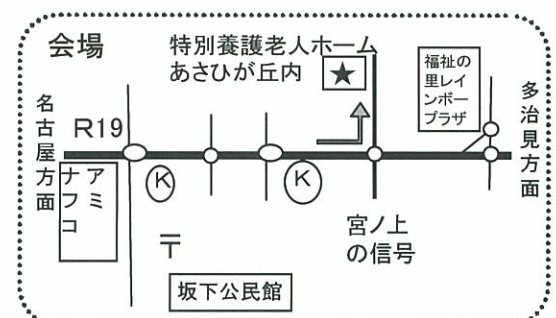 会場
特別養護老人ホーム
あさひが丘内
★
福祉の
里レイ
ンボー
プラザ
名古屋方面
多治見方面
R19
アミ
ナフコ
K
K
〒
宮ノ上
の信号
坂下公民館